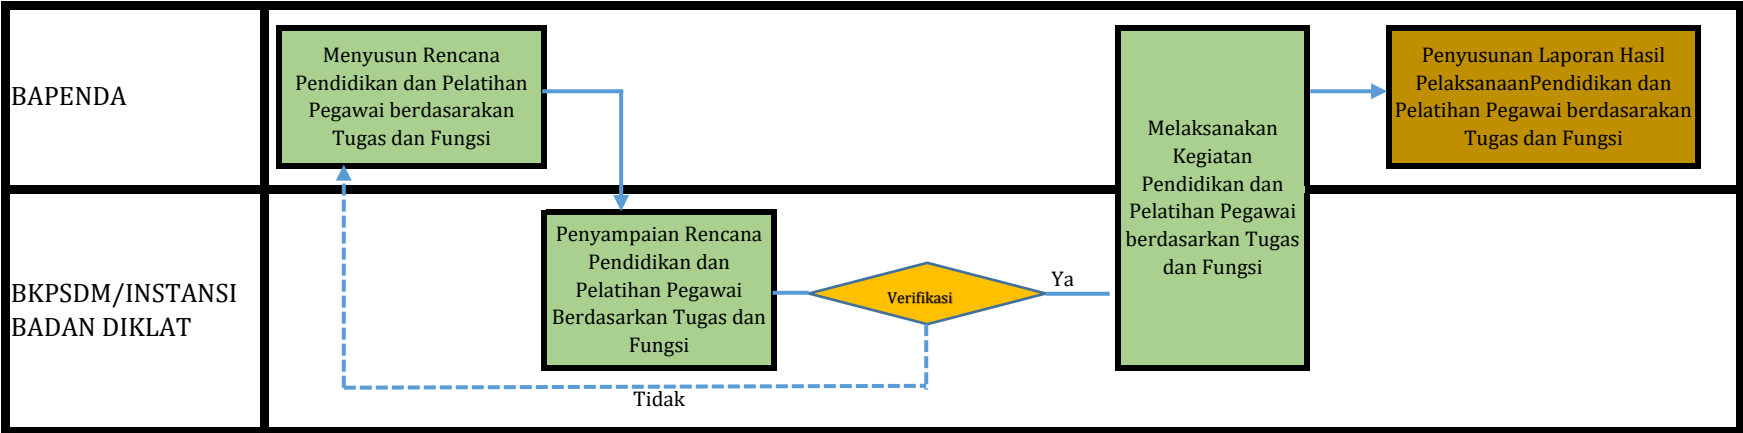 BAPENDA
Menyusun Rencana
Pendidikan dan Pelatihan
Pegawai berdasarakan
Tugas dan Fungsi
Melaksanakan
Kegiatan
Pendidikan dan
Pelatihan Pegawai
berdasarkan Tugas
dan Fungsi
Penyusunan Laporan Hasil
PelaksanaanPendidikan dan
Pelatihan Pegawai berdasarakan
Tugas dan Fungsi
BKPSDM/INSTANSI
BADAN DIKLAT
Penyampaian Rencana
Pendidikan dan
Pelatihan Pegawai
Berdasarkan Tugas dan
Fungsi
Verifikasi
Ya
Tidak